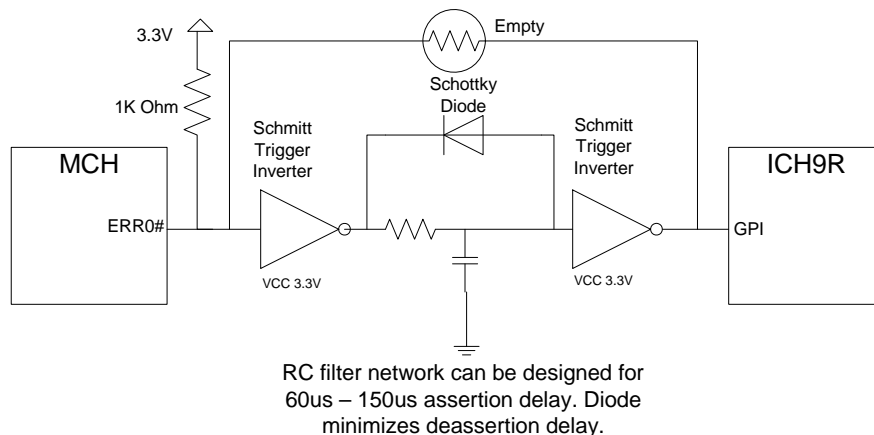 Empty
3.3V
Schottky
Diode
1K Ohm
Schmitt
Trigger
Inverter
Schmitt
Trigger
Inverter
MCH
ICH9R
ERR0#
GPI
VCC 3.3V
VCC 3.3V
RC filter network can be designed for
60us – 150us assertion delay. Diode
minimizes deassertion delay.